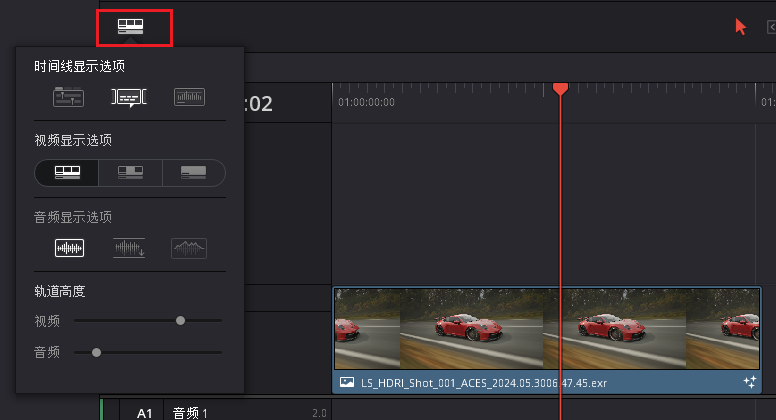 时间线显示选项
:02
01:00:00:00
01
视频显示选项
音频显示选项
轨道高度
视频
音频
LS_HDRI_Shot_001_ACES_2024.05.3006.47.45.exr
A1 音频 1 2.0